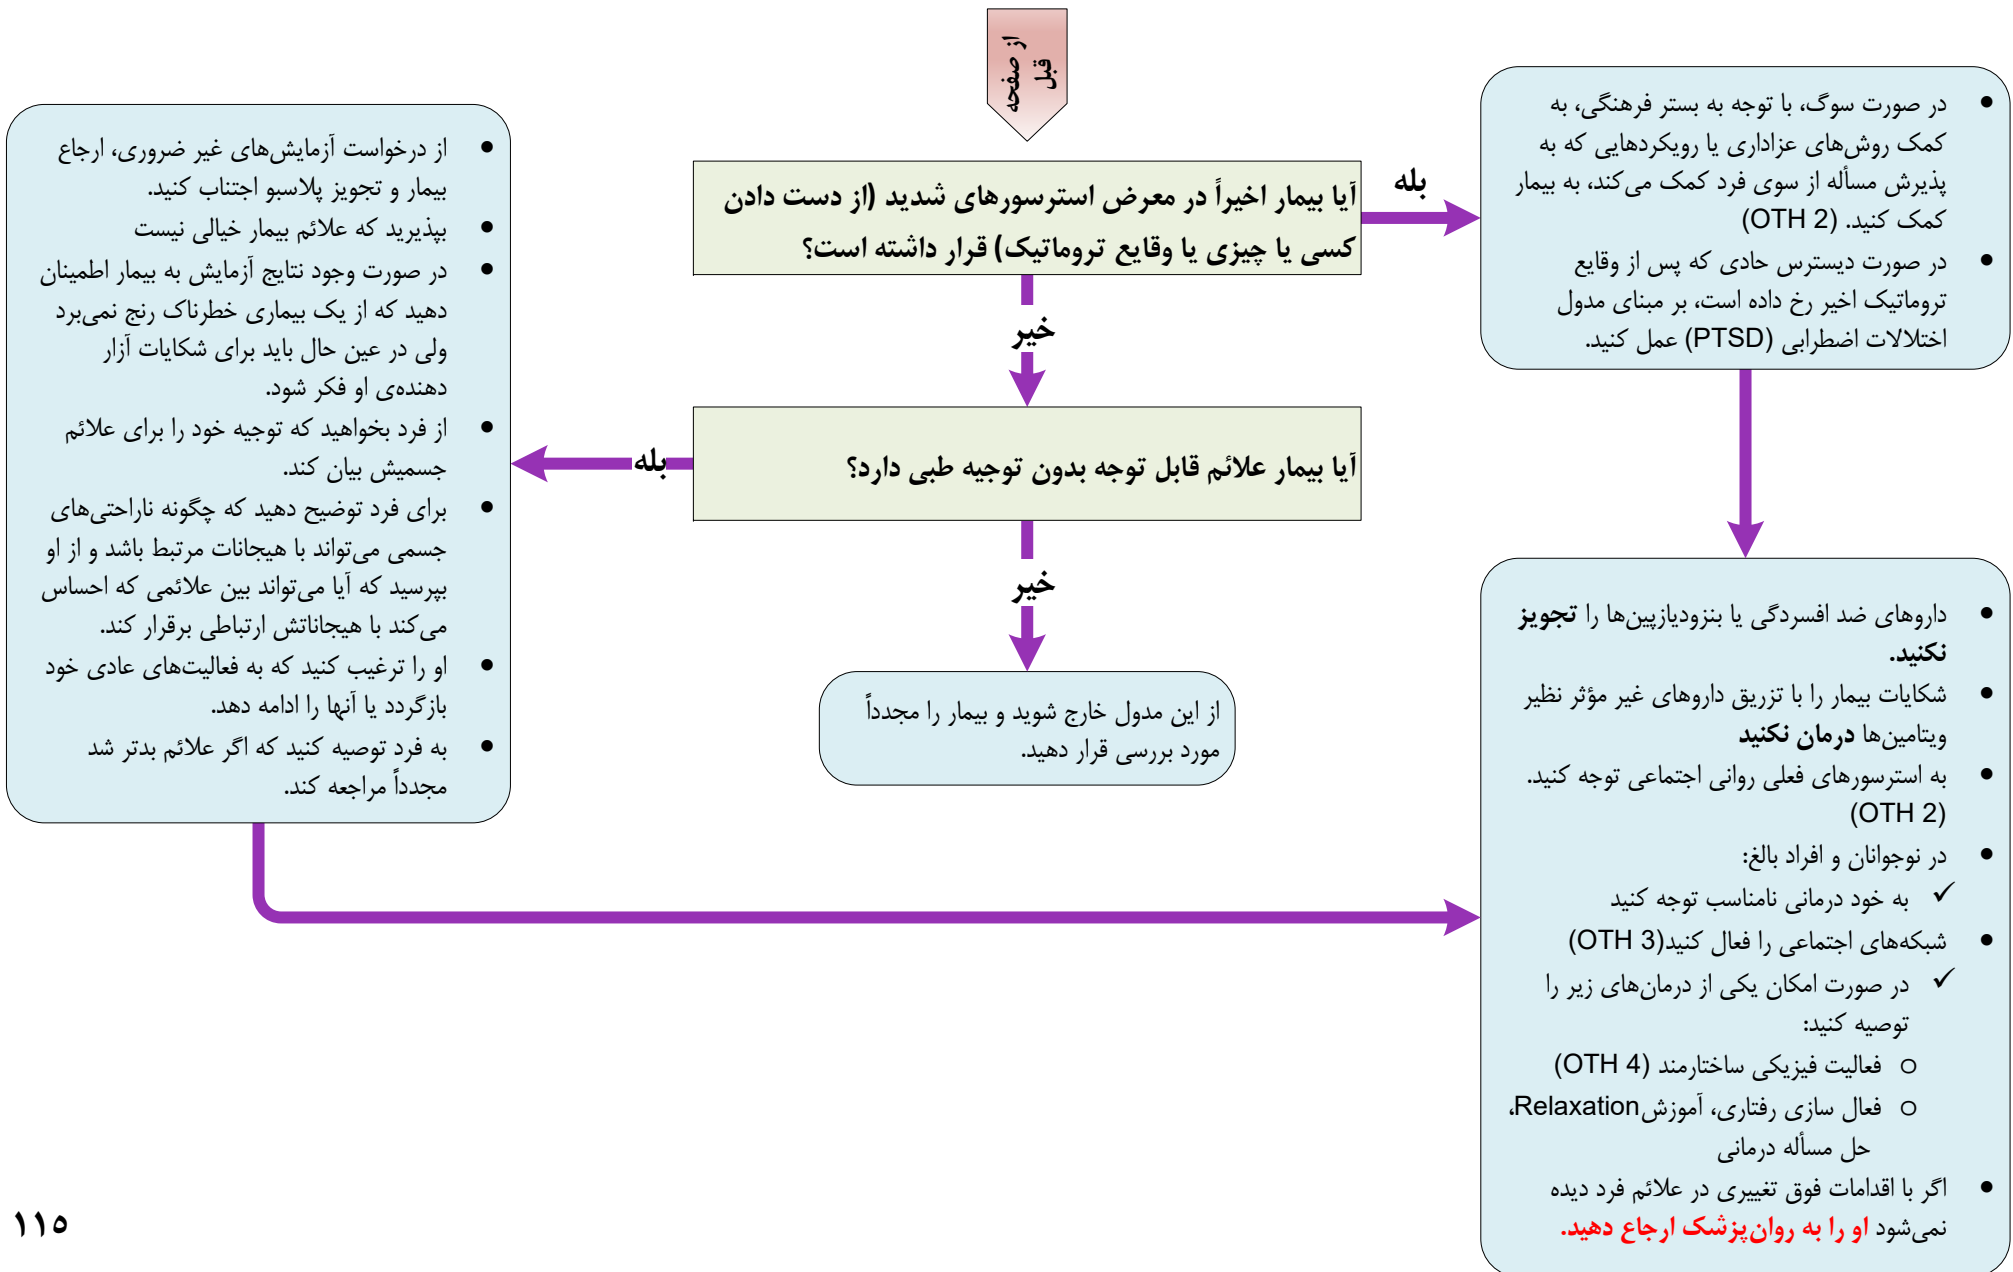 از صفحه
قبل
آیا بیمار اخیراً در معرض استرسورهای شدید (از دست دادن
کسی یا چیزی یا وقایع تروماتیک) قرار داشته است؟
بله
• در صورت سوگ، با توجه به بستر فرهنگی، به
کمک روش‌های عزاداری یا رویکردهایی که به
پذیرش مسأله از سوی فرد کمک می‌کند، به بیمار
کمک کنید. (OTH 2)
• در صورت دیسترس حادی که پس از وقایع
تروماتیک اخیر رخ داده است، بر مبنای مدول
اختلالات اضطرابی (PTSD) عمل کنید.
خیر
آیا بیمار علائم قابل توجه بدون توجیه طبی دارد؟
بله
• از درخواست آزمایش‌های غیر ضروری، ارجاع
بیمار و تجویز پلاسبو اجتناب کنید.
• بپذیرید که علائم بیمار خیالی نیست
• در صورت وجود نتایج آزمایش به بیمار اطمینان
دهید که از یک بیماری خطرناک رنج نمی‌برد
ولی در عین حال باید برای شکایات آزار
دهنده‌ی او فکر شود.
• از فرد بخواهید که توجیه خود را برای علائم
جسمیش بیان کند.
• برای فرد توضیح دهید که چگونه ناراحتی‌های
جسمی می‌تواند با هیجانات مرتبط باشد و از او
بپرسید که آیا می‌تواند بین علائمی که احساس
می‌کند با هیجاناتش ارتباطی برقرار کند.
• او را ترغیب کنید که به فعالیت‌های عادی خود
بازگردد یا آنها را ادامه دهد.
• به فرد توصیه کنید که اگر علائم بدتر شد
مجدداً مراجعه کند.
خیر
از این مدول خارج شوید و بیمار را مجدداً
مورد بررسی قرار دهید.
• داروهای ضد افسردگی یا بنزودیازپین‌ها را تجویز
نکنید.
• شکایات بیمار را با تزریق داروهای غیر مؤثر نظیر
ویتامین‌ها درمان نکنید
• به استرسورهای فعلی روانی اجتماعی توجه کنید.
(OTH 2)
• در نوجوانان و افراد بالغ:
✓ به خود درمانی نامناسب توجه کنید
• شبکه‌های اجتماعی را فعال کنید(OTH 3)
✓ در صورت امکان یکی از درمان‌های زیر را
توصیه کنید:
o فعالیت فیزیکی ساختارمند (OTH 4)
o فعال سازی رفتاری، آموزشRelaxation،
حل مسأله درمانی
• اگر با اقدامات فوق تغییری در علائم فرد دیده
نمی‌شود او را به روان‌پزشک ارجاع دهید.
۱۱۵